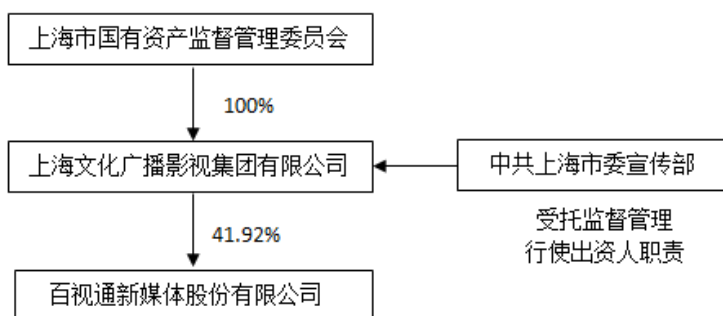 上海市国有资产监督管理委员会
100%
上海文化广播影视集团有限公司
中共上海市委宣传部
受托监督管理
行使出资人职责
41.92%
百视通新媒体股份有限公司